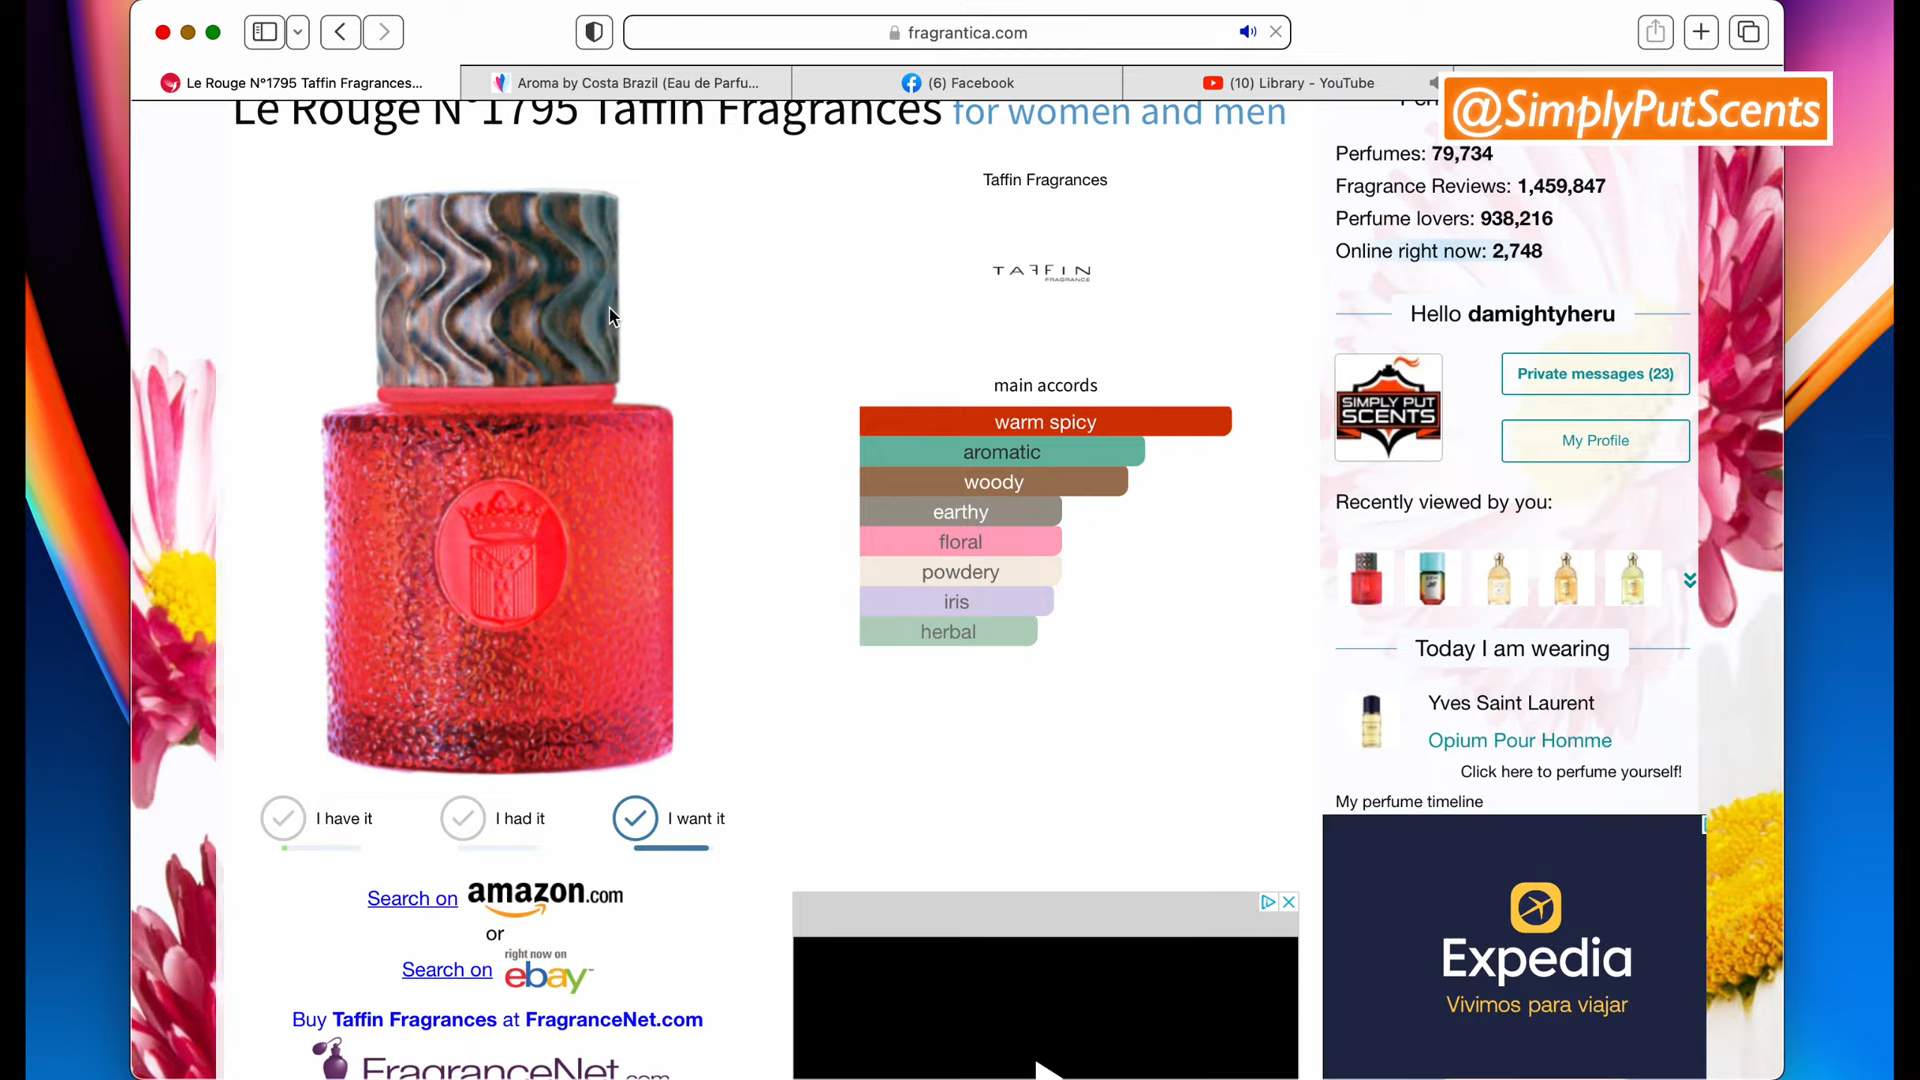 fragrantica.com
Le Rouge N°1795 Taffin Fragrances...
Aroma by Costa Brazil (Eau de Parfu...
(6) Facebook
(10) Library - YouTube
@SimplyPutScents
Le Rouge N°1795 Taffin Fragrances for women and men
Taffin Fragrances
TAFFIN
FRAGRANCE
main accords
warm spicy
aromatic
woody
earthy
floral
powdery
iris
herbal
I have it
I had it
I want it
Search on amazon.com
or
right now on
Search on ebay
Buy Taffin Fragrances at FragranceNet.com
FragranceNet.com
Perfumes: 79,734
Fragrance Reviews: 1,459,847
Perfume lovers: 938,216
Online right now: 2,748
Hello damightyheru
SIMPLY PUT
SCENTS
Private messages (23)
My Profile
Recently viewed by you:
Today I am wearing
Yves Saint Laurent
Opium Pour Homme
Click here to perfume yourself!
My perfume timeline
Expedia
Vivimos para viajar